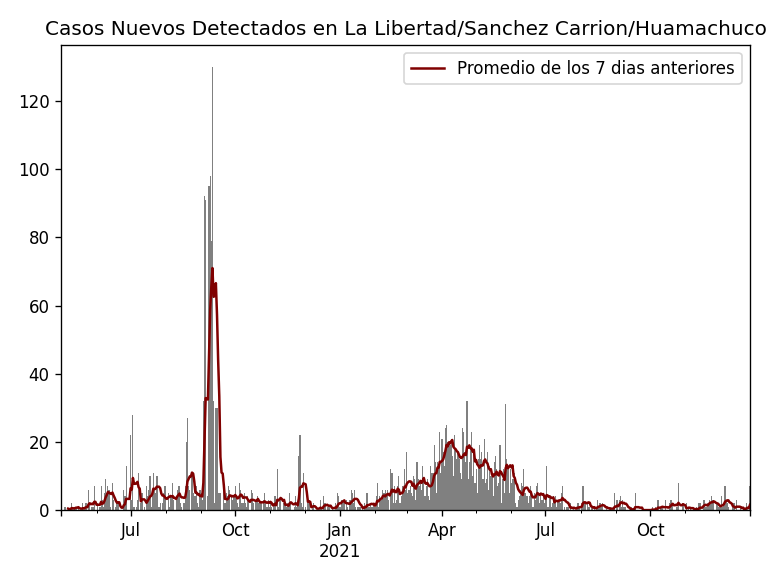 Casos Nuevos Detectados en La Libertad/Sanchez Carrion/Huamachuco
Promedio de los 7 dias anteriores
120
100
80
60
40
20
0
Jul Oct Jan Apr Jul Oct
2021